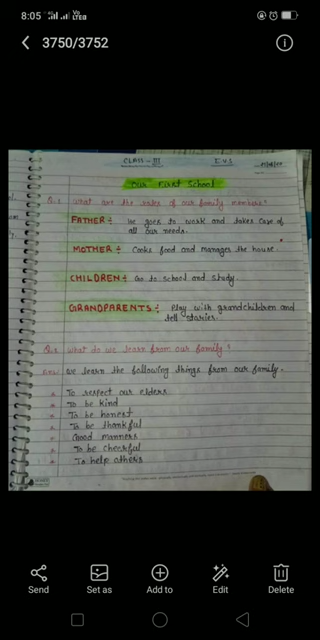 8:05
VoLTE
3750/3752
CLASS - III E.V.S
Our First School
Q.1 What are the roles of our family members?
FATHER :- He goes to work and takes care of
all our needs.
MOTHER :- Cooks food and manages the house.
CHILDREN :- Go to school and study.
GRANDPARENTS :- Play with grandchildren and
tell stories.
What do we learn from our family?
We learn the following things from our family.
To respect our elders
To be kind
To be honest
To be thankful
Good manners
To be cheerful
To help others
Send Set as Add to Edit Delete